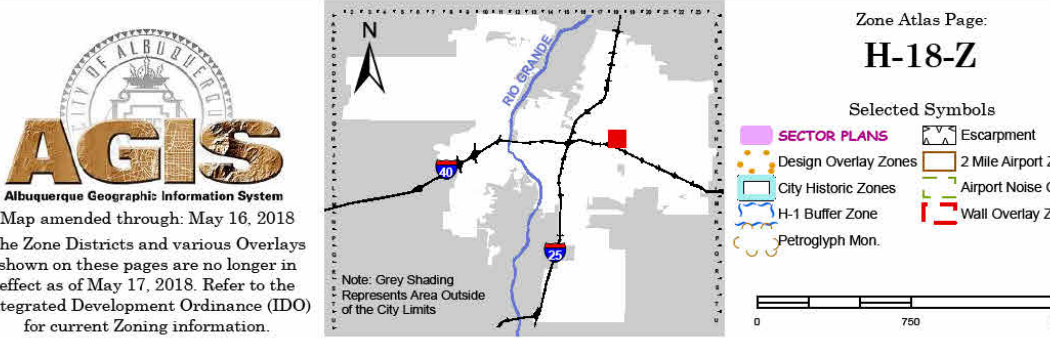 CITY OF ALBUQUERQU
AGIS
Albuquerque Geographic Information System
Map amended through: May 16, 2018
he Zone Districts and various Overlays
shown on these pages are no longer in
effect as of May 17, 2018. Refer to the
tegrated Development Ordinance (IDO)
for current Zoning information.
N
RIO GRANDE
40
25
Note: Grey Shading
Represents Area Outside
of the City Limits
Zone Atlas Page:
H-18-Z
Selected Symbols
SECTOR PLANS
Escarpment
Design Overlay Zones
2 Mile Airport Z
City Historic Zones
Airport Noise C
H-1 Buffer Zone
Wall Overlay Z
Petroglyph Mon.
0
750